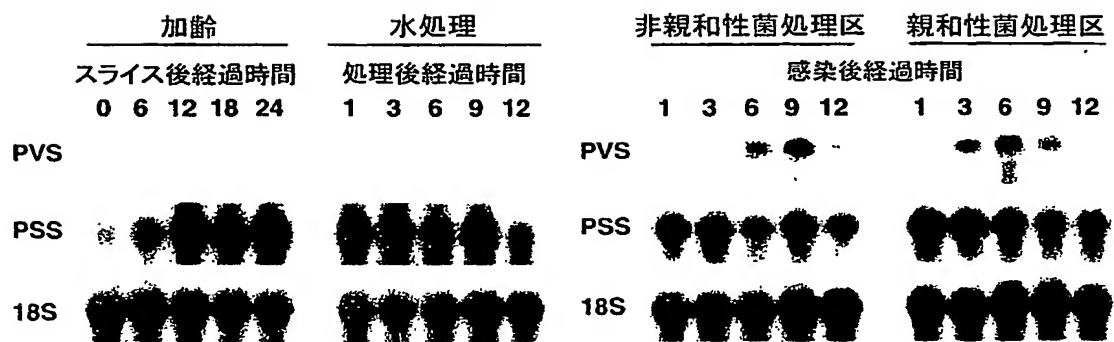 加齢 水処理 非親和性菌処理区 親和性菌処理区
スライス後経過時間 処理後経過時間 感染後経過時間
0 6 12 18 24 1 3 6 9 12 1 3 6 9 12 1 3 6 9 12
PVS PVS
PSS PSS
18S 18S